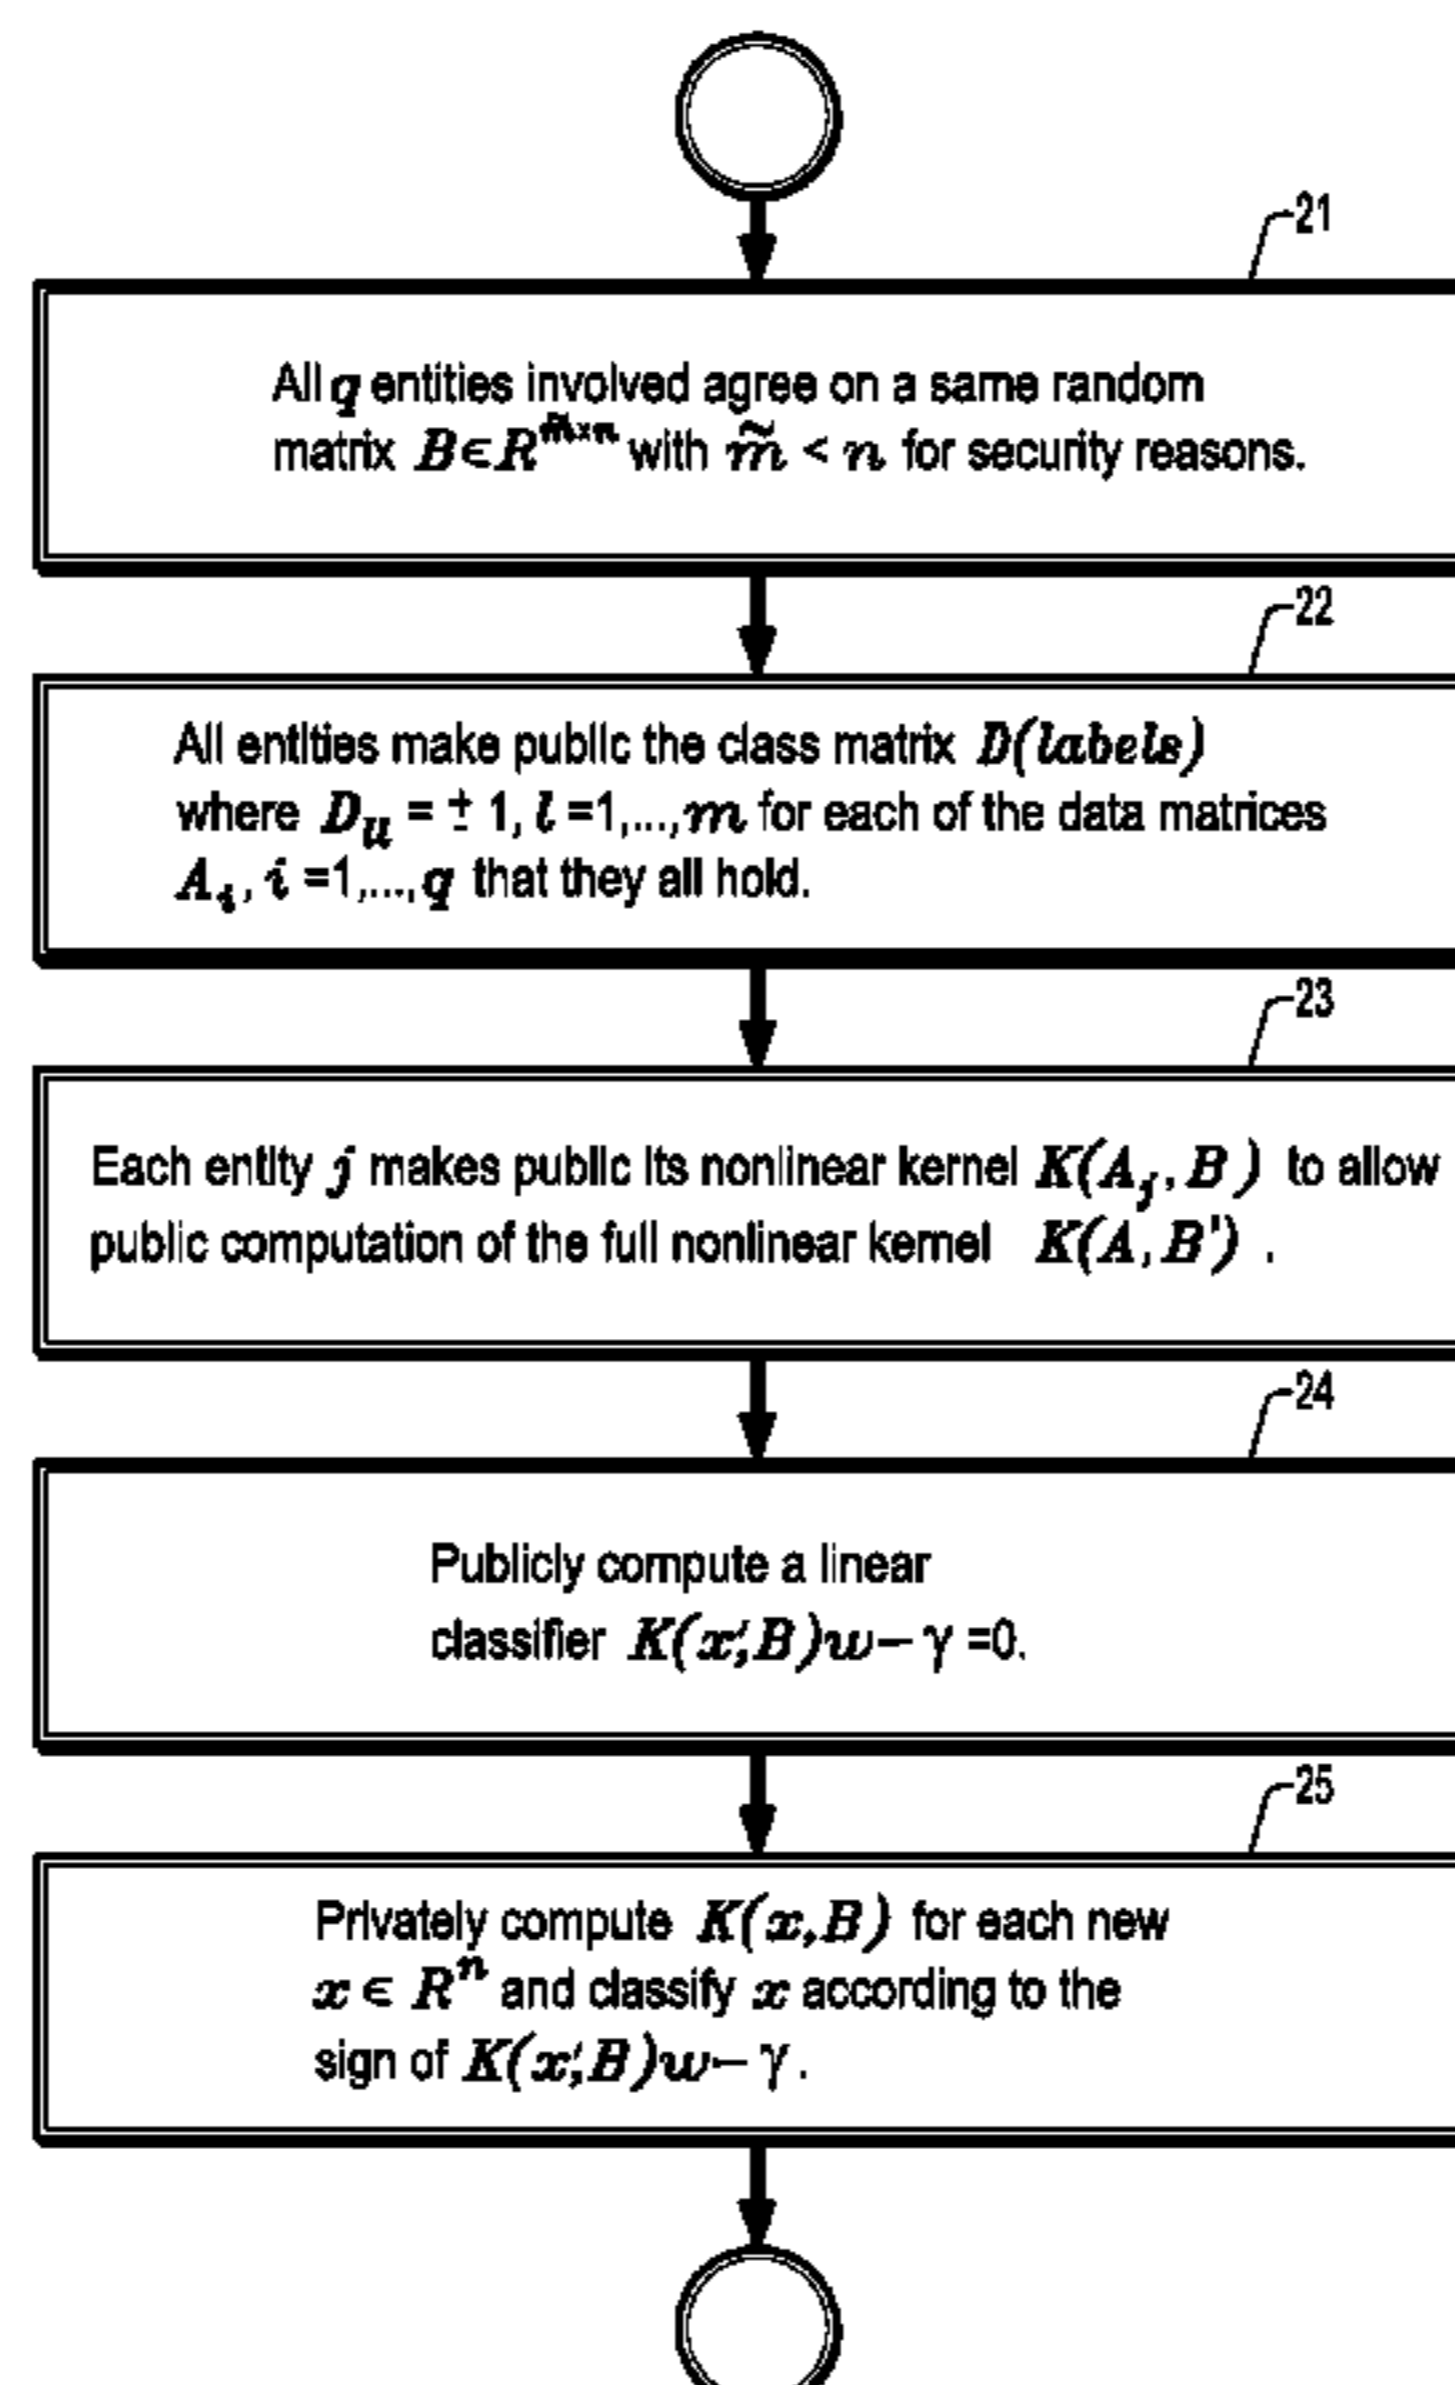 21
All q entities involved agree on a same random
matrix B∈R^m̃×n with m̃ < n for security reasons.
22
All entities make public the class matrix D(labels)
where D_ll = ± 1, l =1,...,m for each of the data matrices
A_i, i =1,...,q that they all hold.
23
Each entity j makes public its nonlinear kernel K(A_j, B ) to allow
public computation of the full nonlinear kernel K(A, B') .
24
Publicly compute a linear
classifier K(x',B)w– γ =0.
25
Privately compute K(x,B) for each new
x ∈ R^n and classify x according to the
sign of K(x',B)w– γ .